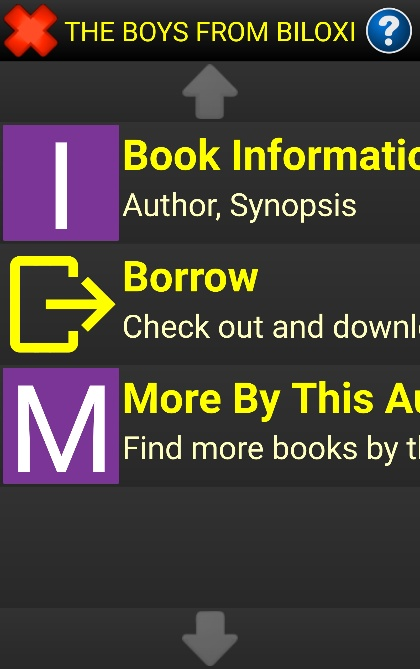 THE BOYS FROM BILOXI
?
I
Book Informatio
Author, Synopsis
Borrow
Check out and downl
M
More By This Au
Find more books by th